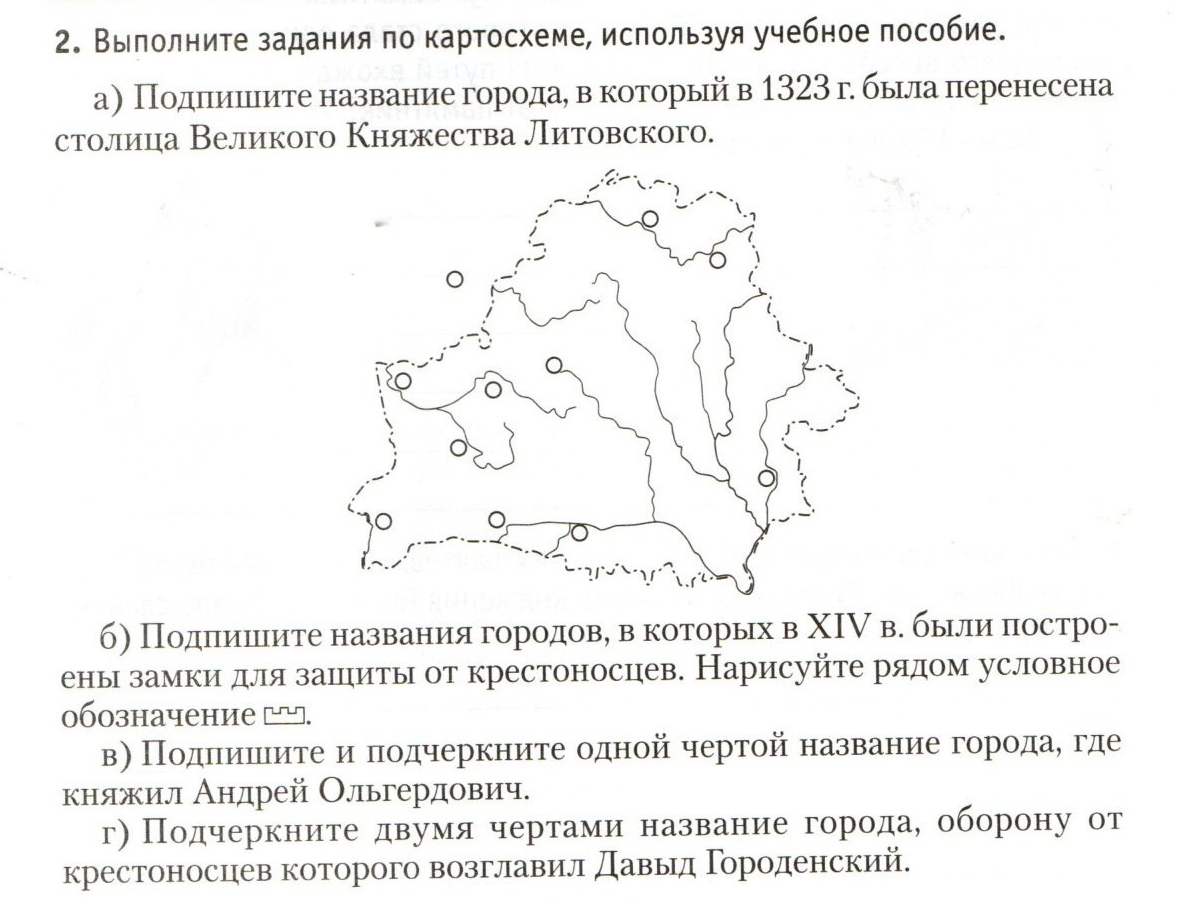 2. Выполните задания по картосхеме, используя учебное пособие.
а) Подпишите название города, в который в 1323 г. была перенесена
столица Великого Княжества Литовского.
б) Подпишите названия городов, в которых в XIV в. были постро-
ены замки для защиты от крестоносцев. Нарисуйте рядом условное
обозначение .
в) Подпишите и подчеркните одной чертой название города, где
княжил Андрей Ольгердович.
г) Подчеркните двумя чертами название города, оборону от
крестоносцев которого возглавил Давыд Городенский.